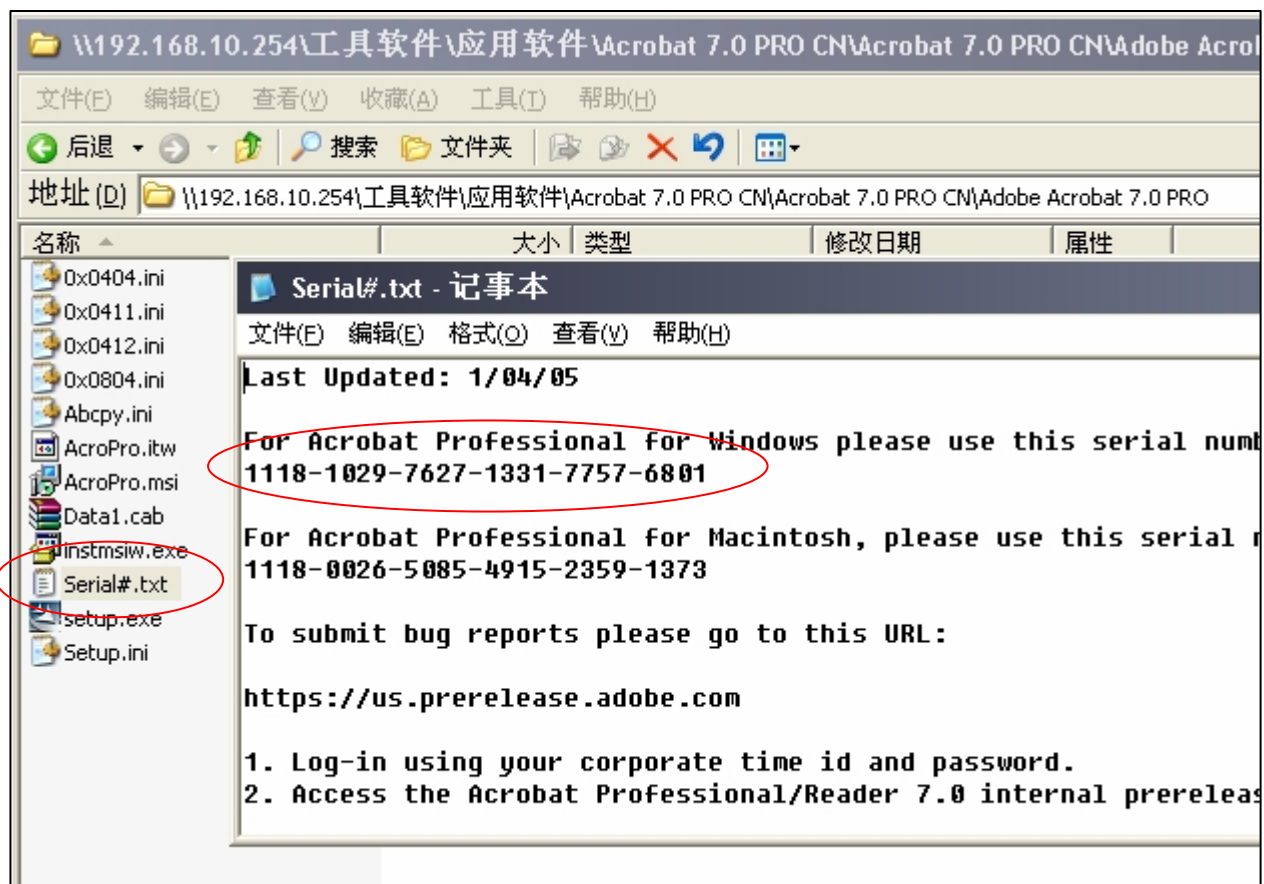 \\192.168.10.254\工具软件\应用软件\Acrobat 7.0 PRO CN\Acrobat 7.0 PRO CN\Adobe Acrob
文件(F) 编辑(E) 查看(V) 收藏(A) 工具(T) 帮助(H)
后退 搜索 文件夹
地址(D) \\192.168.10.254\工具软件\应用软件\Acrobat 7.0 PRO CN\Acrobat 7.0 PRO CN\Adobe Acrobat 7.0 PRO
名称 大小 类型 修改日期 属性
0x0404.ini
0x0411.ini
0x0412.ini
0x0804.ini
Abcpy.ini
AcroPro.itw
AcroPro.msi
Data1.cab
instmsiw.exe
Serial#.txt
setup.exe
Setup.ini
Serial#.txt - 记事本
文件(F) 编辑(E) 格式(O) 查看(V) 帮助(H)
Last Updated: 1/04/05
For Acrobat Professional for Windows please use this serial numb
1118-1029-7627-1331-7757-6801
For Acrobat Professional for Macintosh, please use this serial
1118-0026-5085-4915-2359-1373
To submit bug reports please go to this URL:
https://us.prerelease.adobe.com
1. Log-in using your corporate time id and password.
2. Access the Acrobat Professional/Reader 7.0 internal prereleas